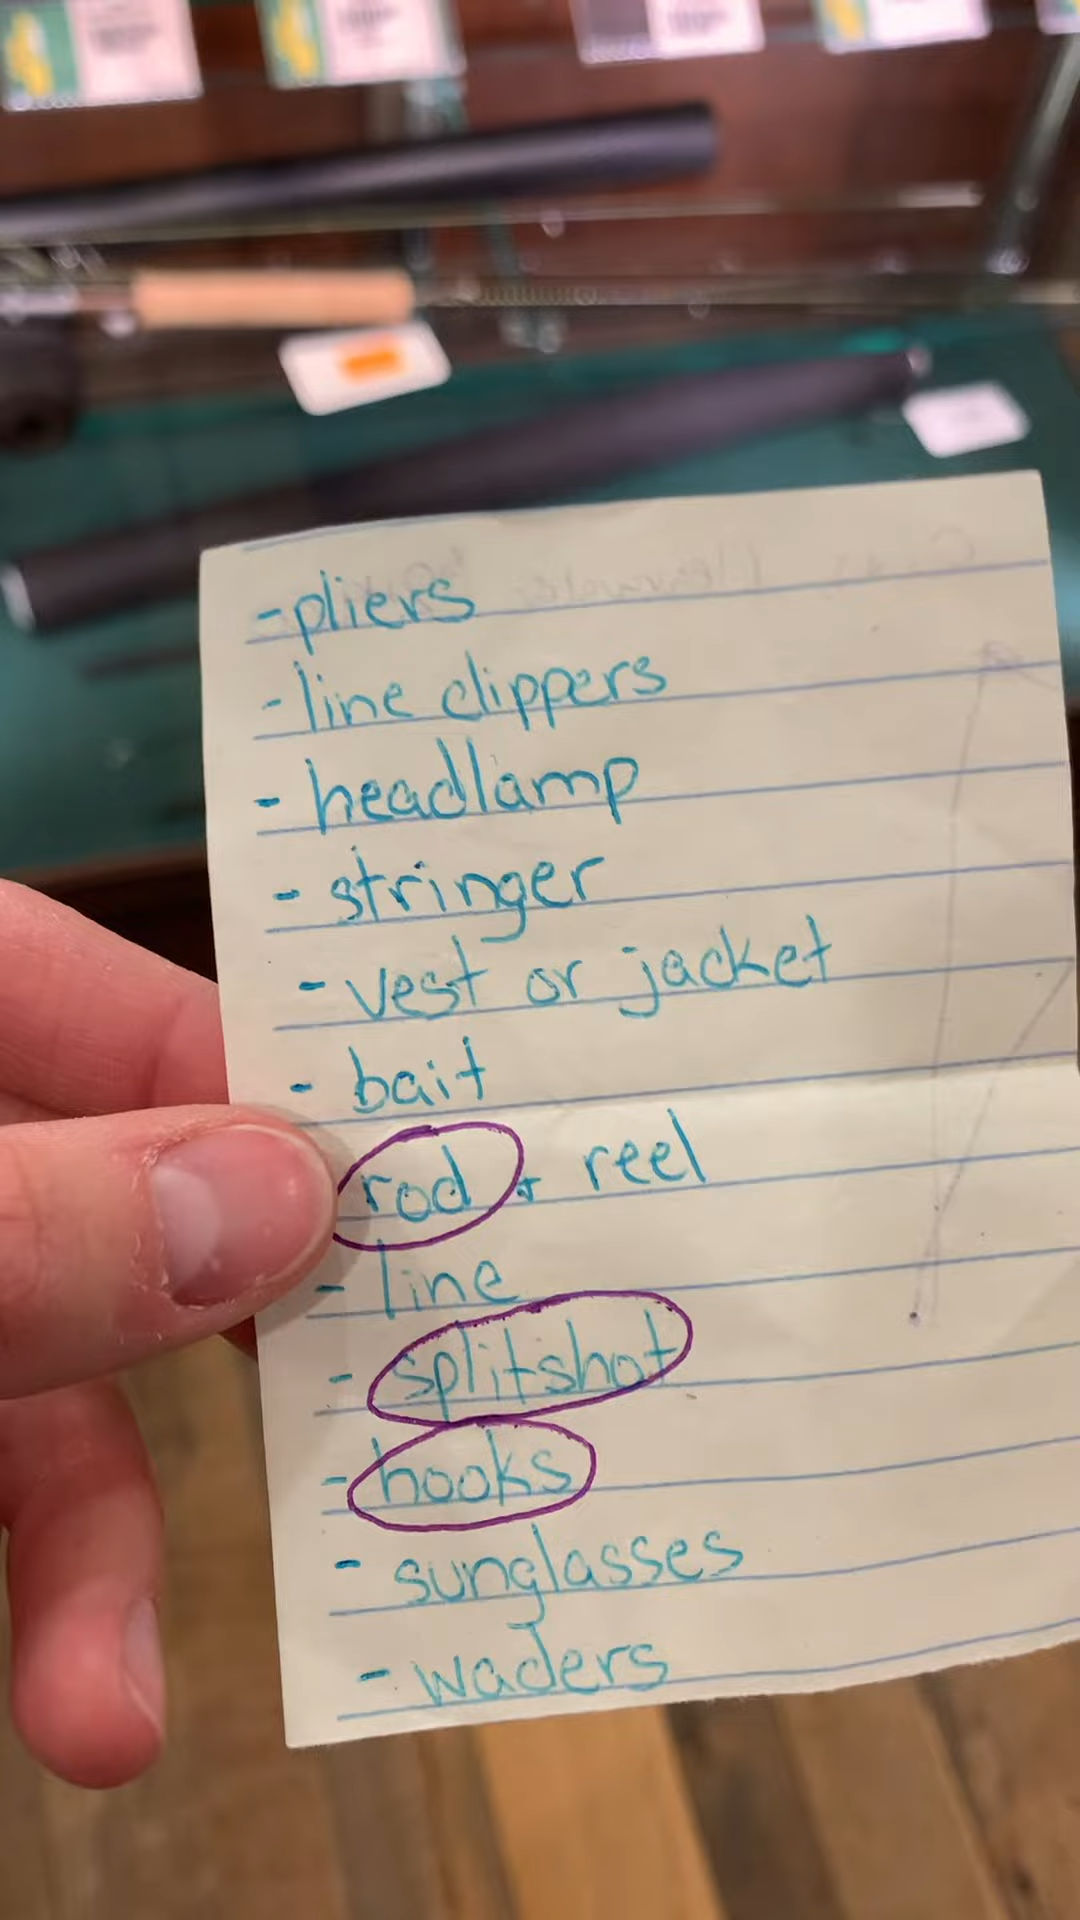 - pliers
- line clippers
- headlamp
- stringer
- vest or jacket
- bait
rod + reel
- line
- splitshot
- hooks
- sunglasses
- waders